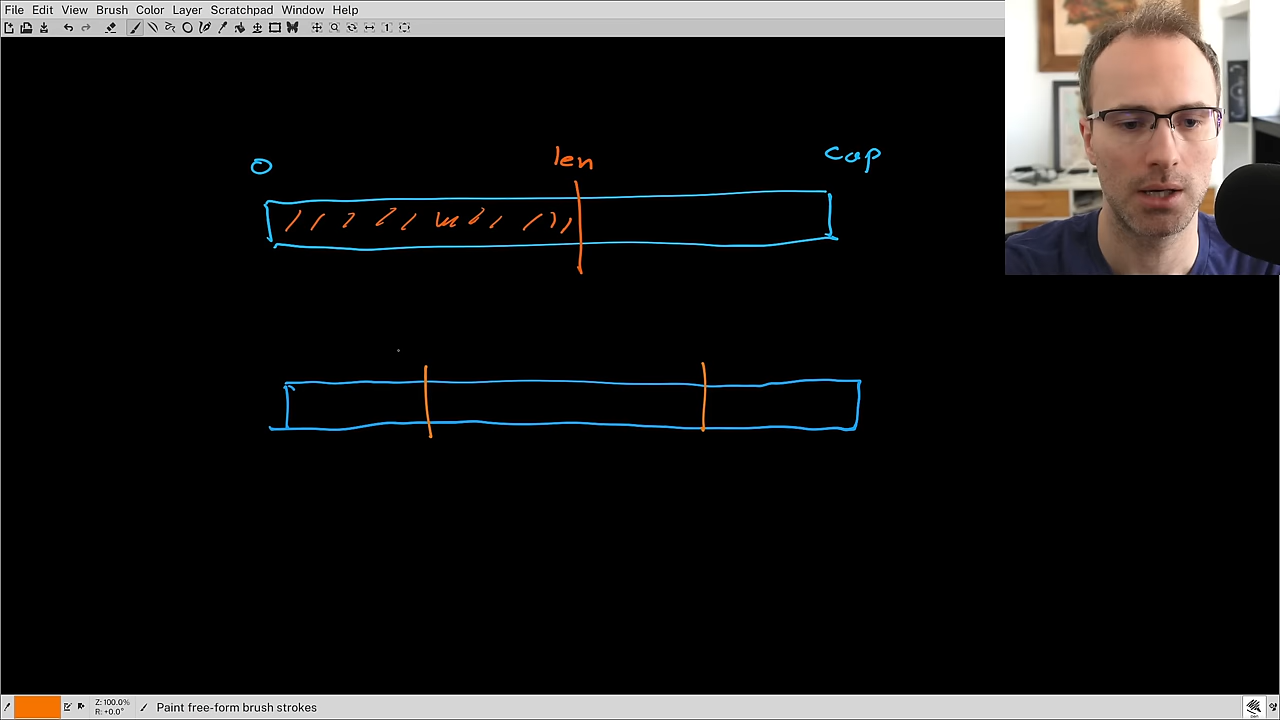 File Edit View Brush Color Layer Scratchpad Window Help
O len cap
Z: 100.0%
R: +0.0°
Paint free-form brush strokes